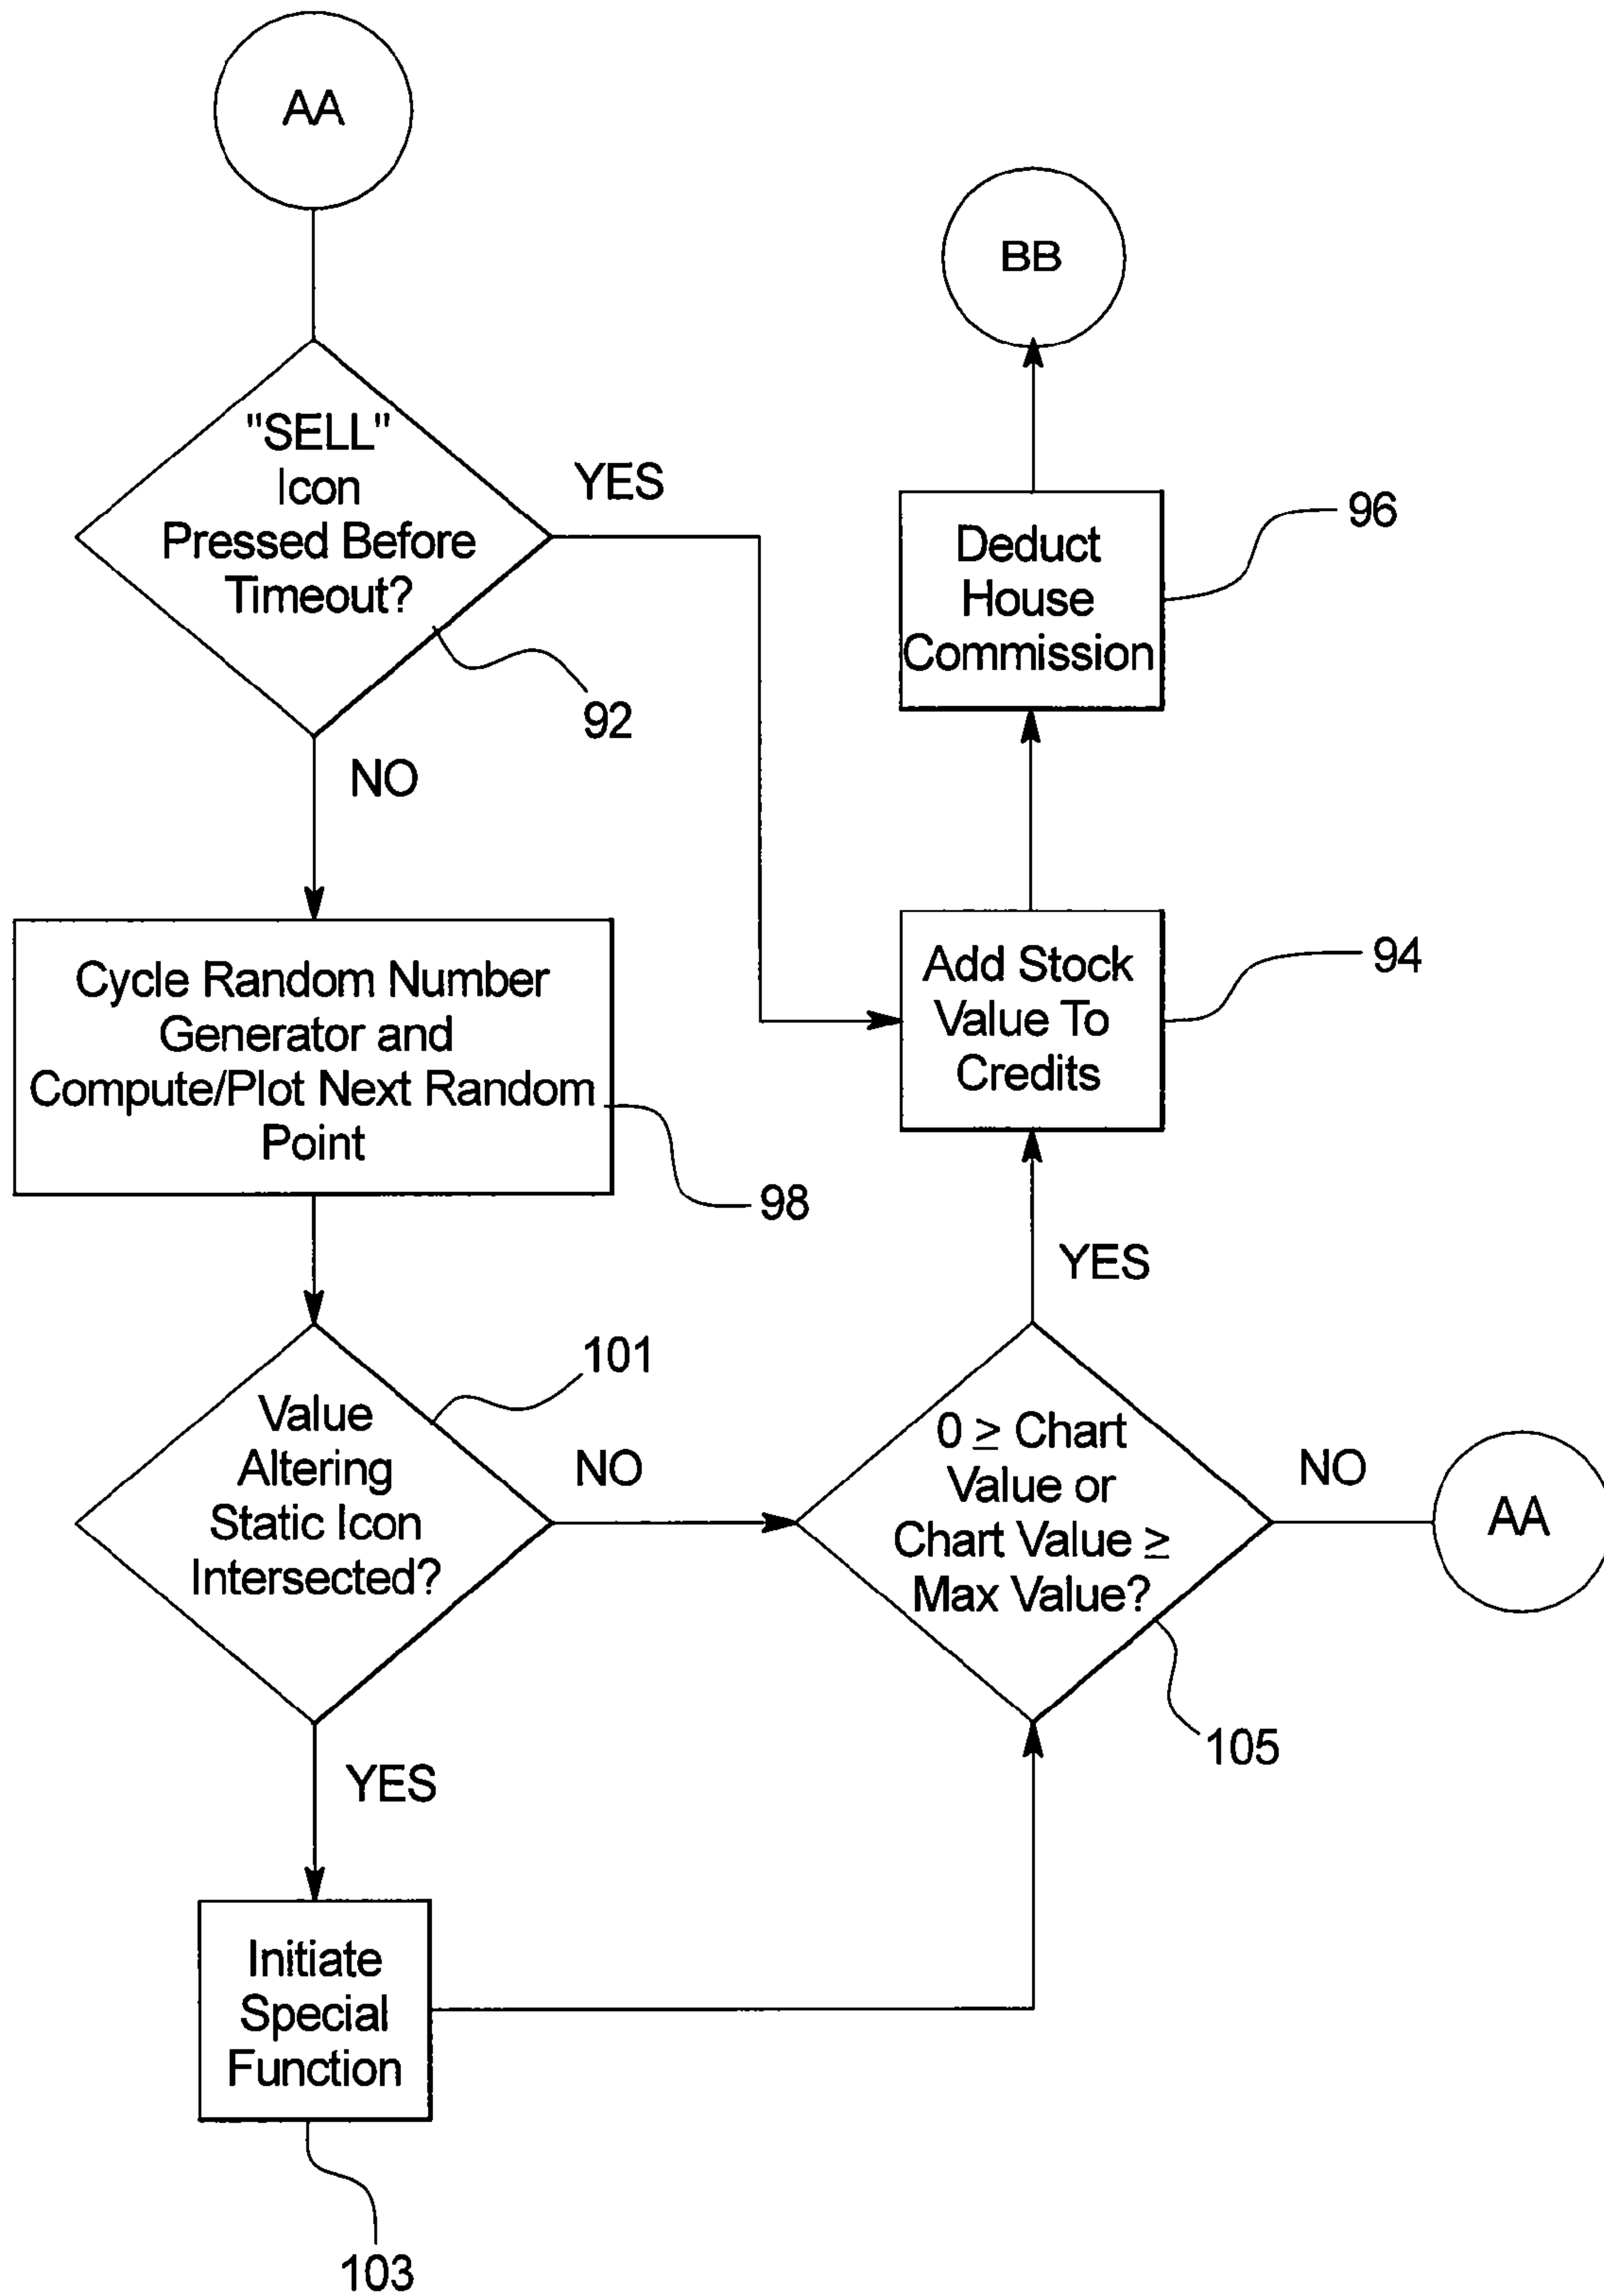 AA
BB
"SELL"
Icon
Pressed Before
Timeout?
YES
92
NO
Deduct
House
Commission
96
Cycle Random Number
Generator and
Compute/Plot Next Random
Point
98
Add Stock
Value To
Credits
94
YES
Value
Altering
Static Icon
Intersected?
101
NO
0 ≥ Chart
Value or
Chart Value ≥
Max Value?
NO
AA
105
YES
Initiate
Special
Function
103